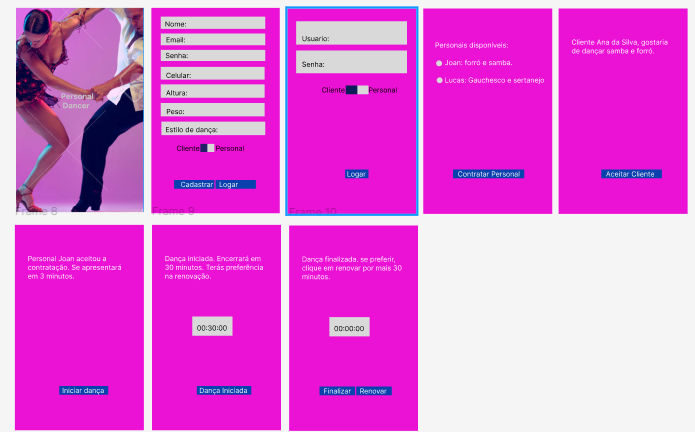 Personal
Dancer
Frame 8
Nome:
Email:
Senha:
Celular:
Altura:
Peso:
Estilo de dança:
Cliente Personal
Cadastrar Logar
Frame 9
Usuario:
Senha:
Cliente Personal
Logar
Frame 10
Personais disponíveis:
Joan: forró e samba.
Lucas: Gauchesco e sertanejo
Contratar Personal
Cliente Ana da Silva, gostaria
de dançar samba e forró.
Aceitar Cliente
Personal Joan aceitou a
contratação. Se apresentará
em 3 minutos.
Iniciar dança
Dança Iniciada. Encerrará em
30 minutos. Terás preferência
na renovação.
00:30:00
Dança Iniciada
Dança finalizada, se preferir,
clique em renovar por mais 30
minutos.
00:00:00
Finalizar Renovar